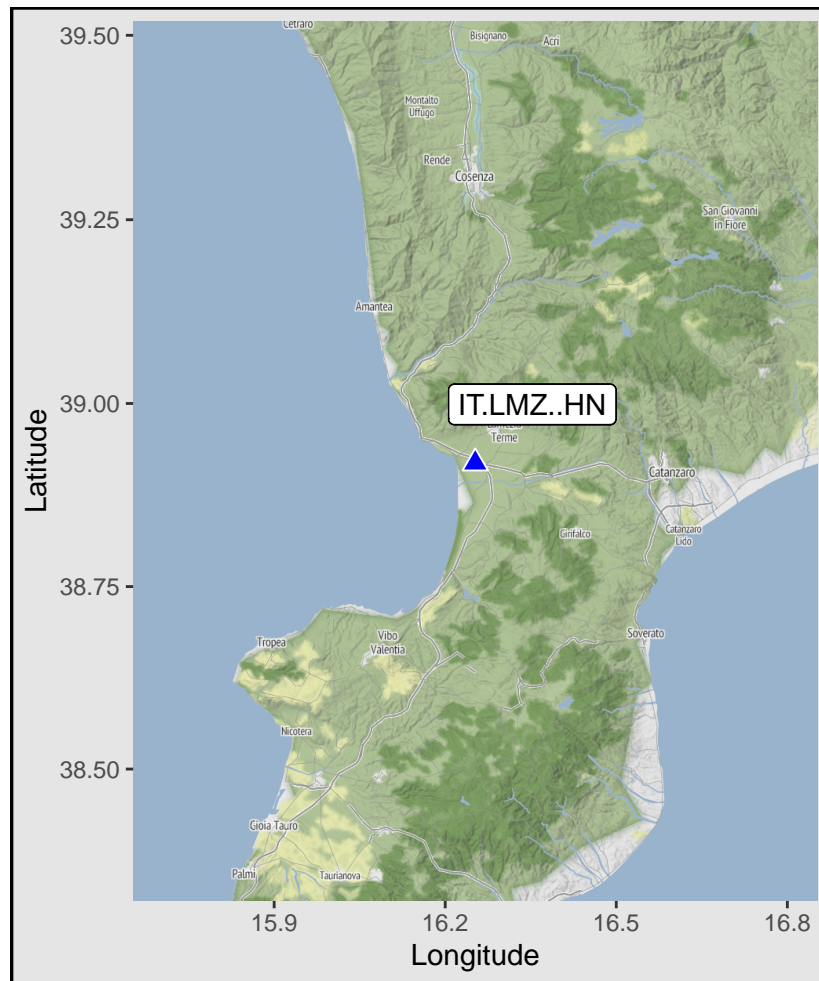 Cetraro
39.50
Bisignano
Acri
Montalto
Uffugo
Rende
Cosenza
39.25
San Giovanni
in Fiore
Amantea
39.00
IT.LMZ..HN
Terme
Catanzaro
Latitude
Girifalco
Catanzaro
Lido
38.75
Tropea
Vibo
Valentia
Soverato
Nicotera
38.50
Gioia Tauro
Palmi
Taurianova
15.9
16.2
16.5
16.8
Longitude